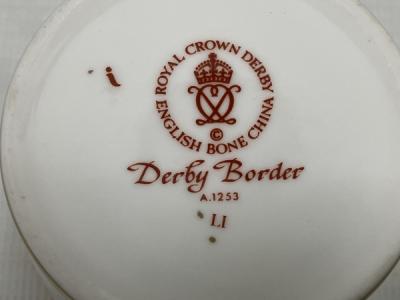 ROYAL CROWN DERBY
ENGLISH BONE CHINA
©
i
Derby Border
A.1253
LI